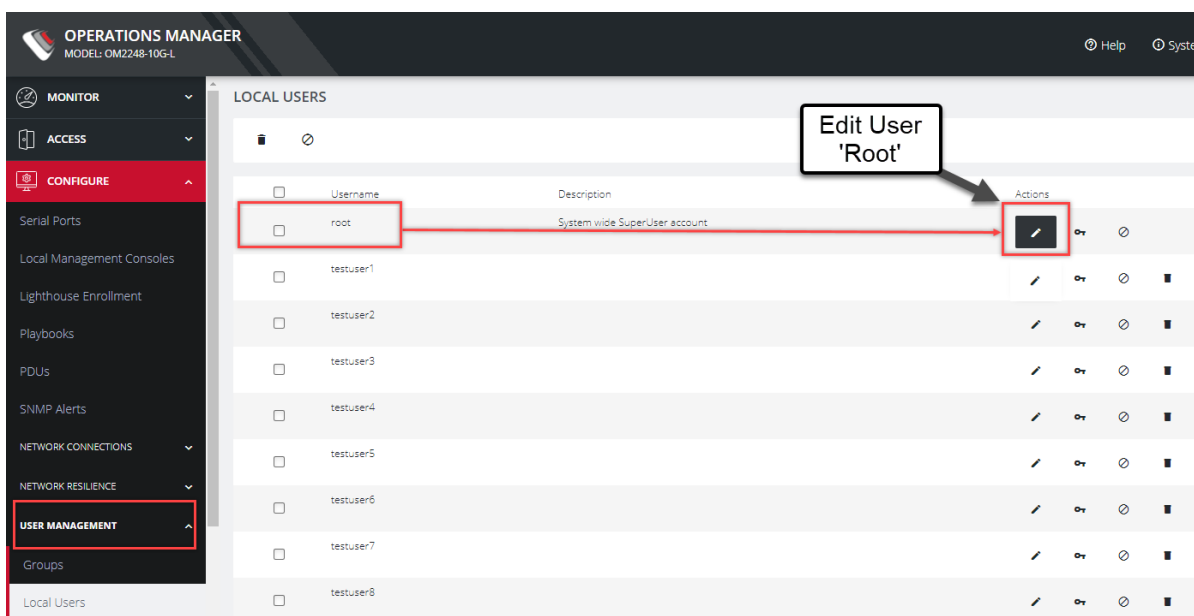 OPERATIONS MANAGER
MODEL: OM2248-10G-L
Help
MONITOR
ACCESS
CONFIGURE
Serial Ports
Local Management Consoles
Lighthouse Enrollment
Playbooks
PDUs
SNMP Alerts
NETWORK CONNECTIONS
NETWORK RESILIENCE
USER MANAGEMENT
Groups
Local Users
LOCAL USERS
Edit User
'Root'
Username Description Actions
root System wide SuperUser account
testuser1
testuser2
testuser3
testuser4
testuser5
testuser6
testuser7
testuser8